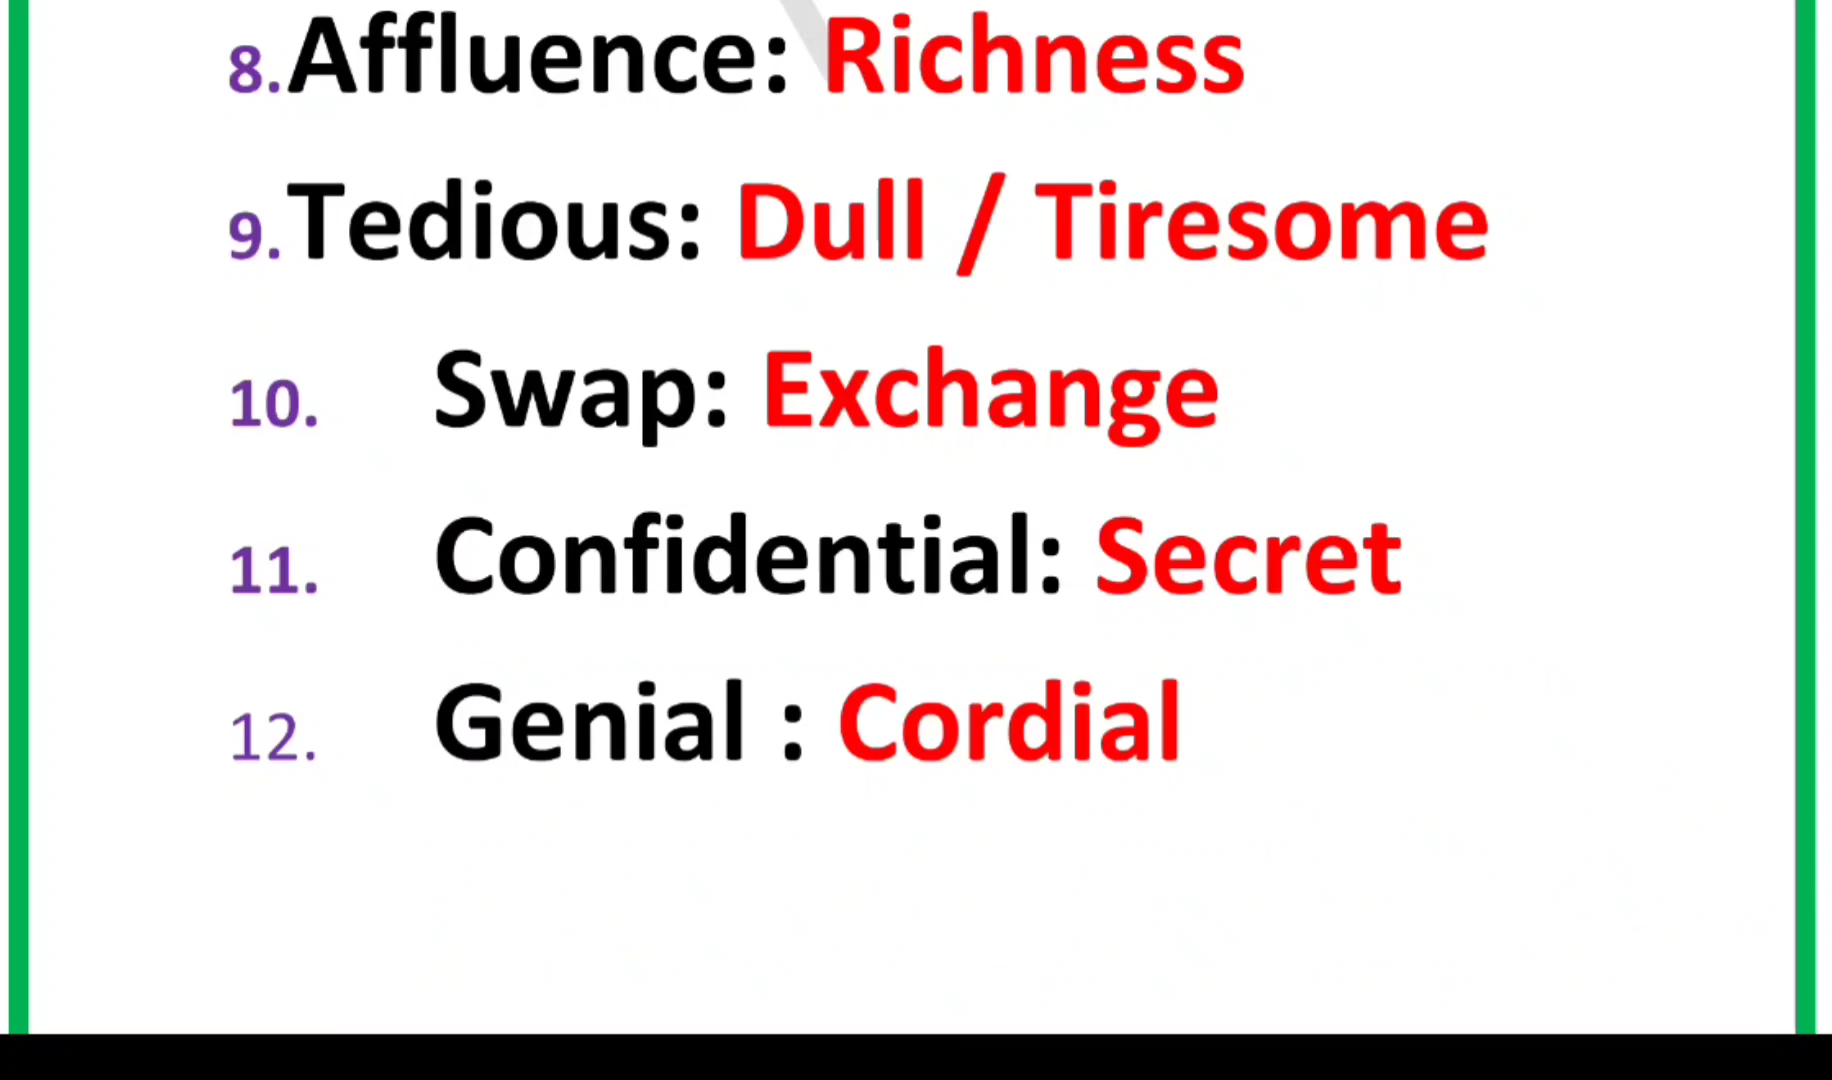 8. Affluence: Richness
9. Tedious: Dull / Tiresome
10. Swap: Exchange
11. Confidential: Secret
12. Genial : Cordial